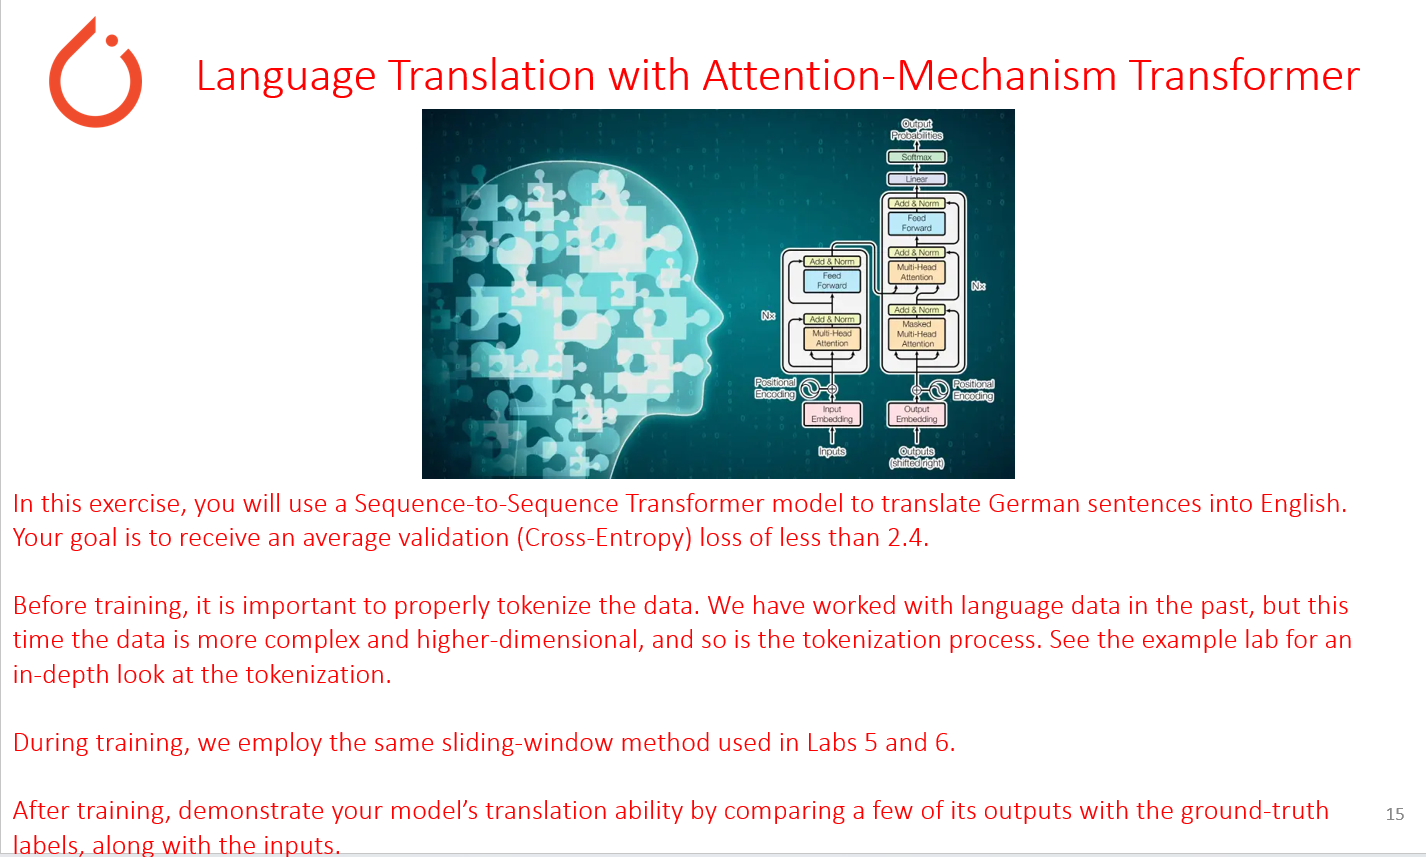 Language Translation with Attention-Mechanism Transformer
Output
Probabilities
Softmax
Linear
Add & Norm
Feed
Forward
Add & Norm
Multi-Head
Attention
Nx
Add & Norm
Masked
Multi-Head
Attention
Add & Norm
Feed
Forward
Nx
Add & Norm
Multi-Head
Attention
Positional
Encoding
Positional
Encoding
Input
Embedding
Output
Embedding
Inputs
Outputs
(shifted right)
In this exercise, you will use a Sequence-to-Sequence Transformer model to translate German sentences into English.
Your goal is to receive an average validation (Cross-Entropy) loss of less than 2.4.
Before training, it is important to properly tokenize the data. We have worked with language data in the past, but this
time the data is more complex and higher-dimensional, and so is the tokenization process. See the example lab for an
in-depth look at the tokenization.
During training, we employ the same sliding-window method used in Labs 5 and 6.
After training, demonstrate your model’s translation ability by comparing a few of its outputs with the ground-truth
labels, along with the inputs.
15